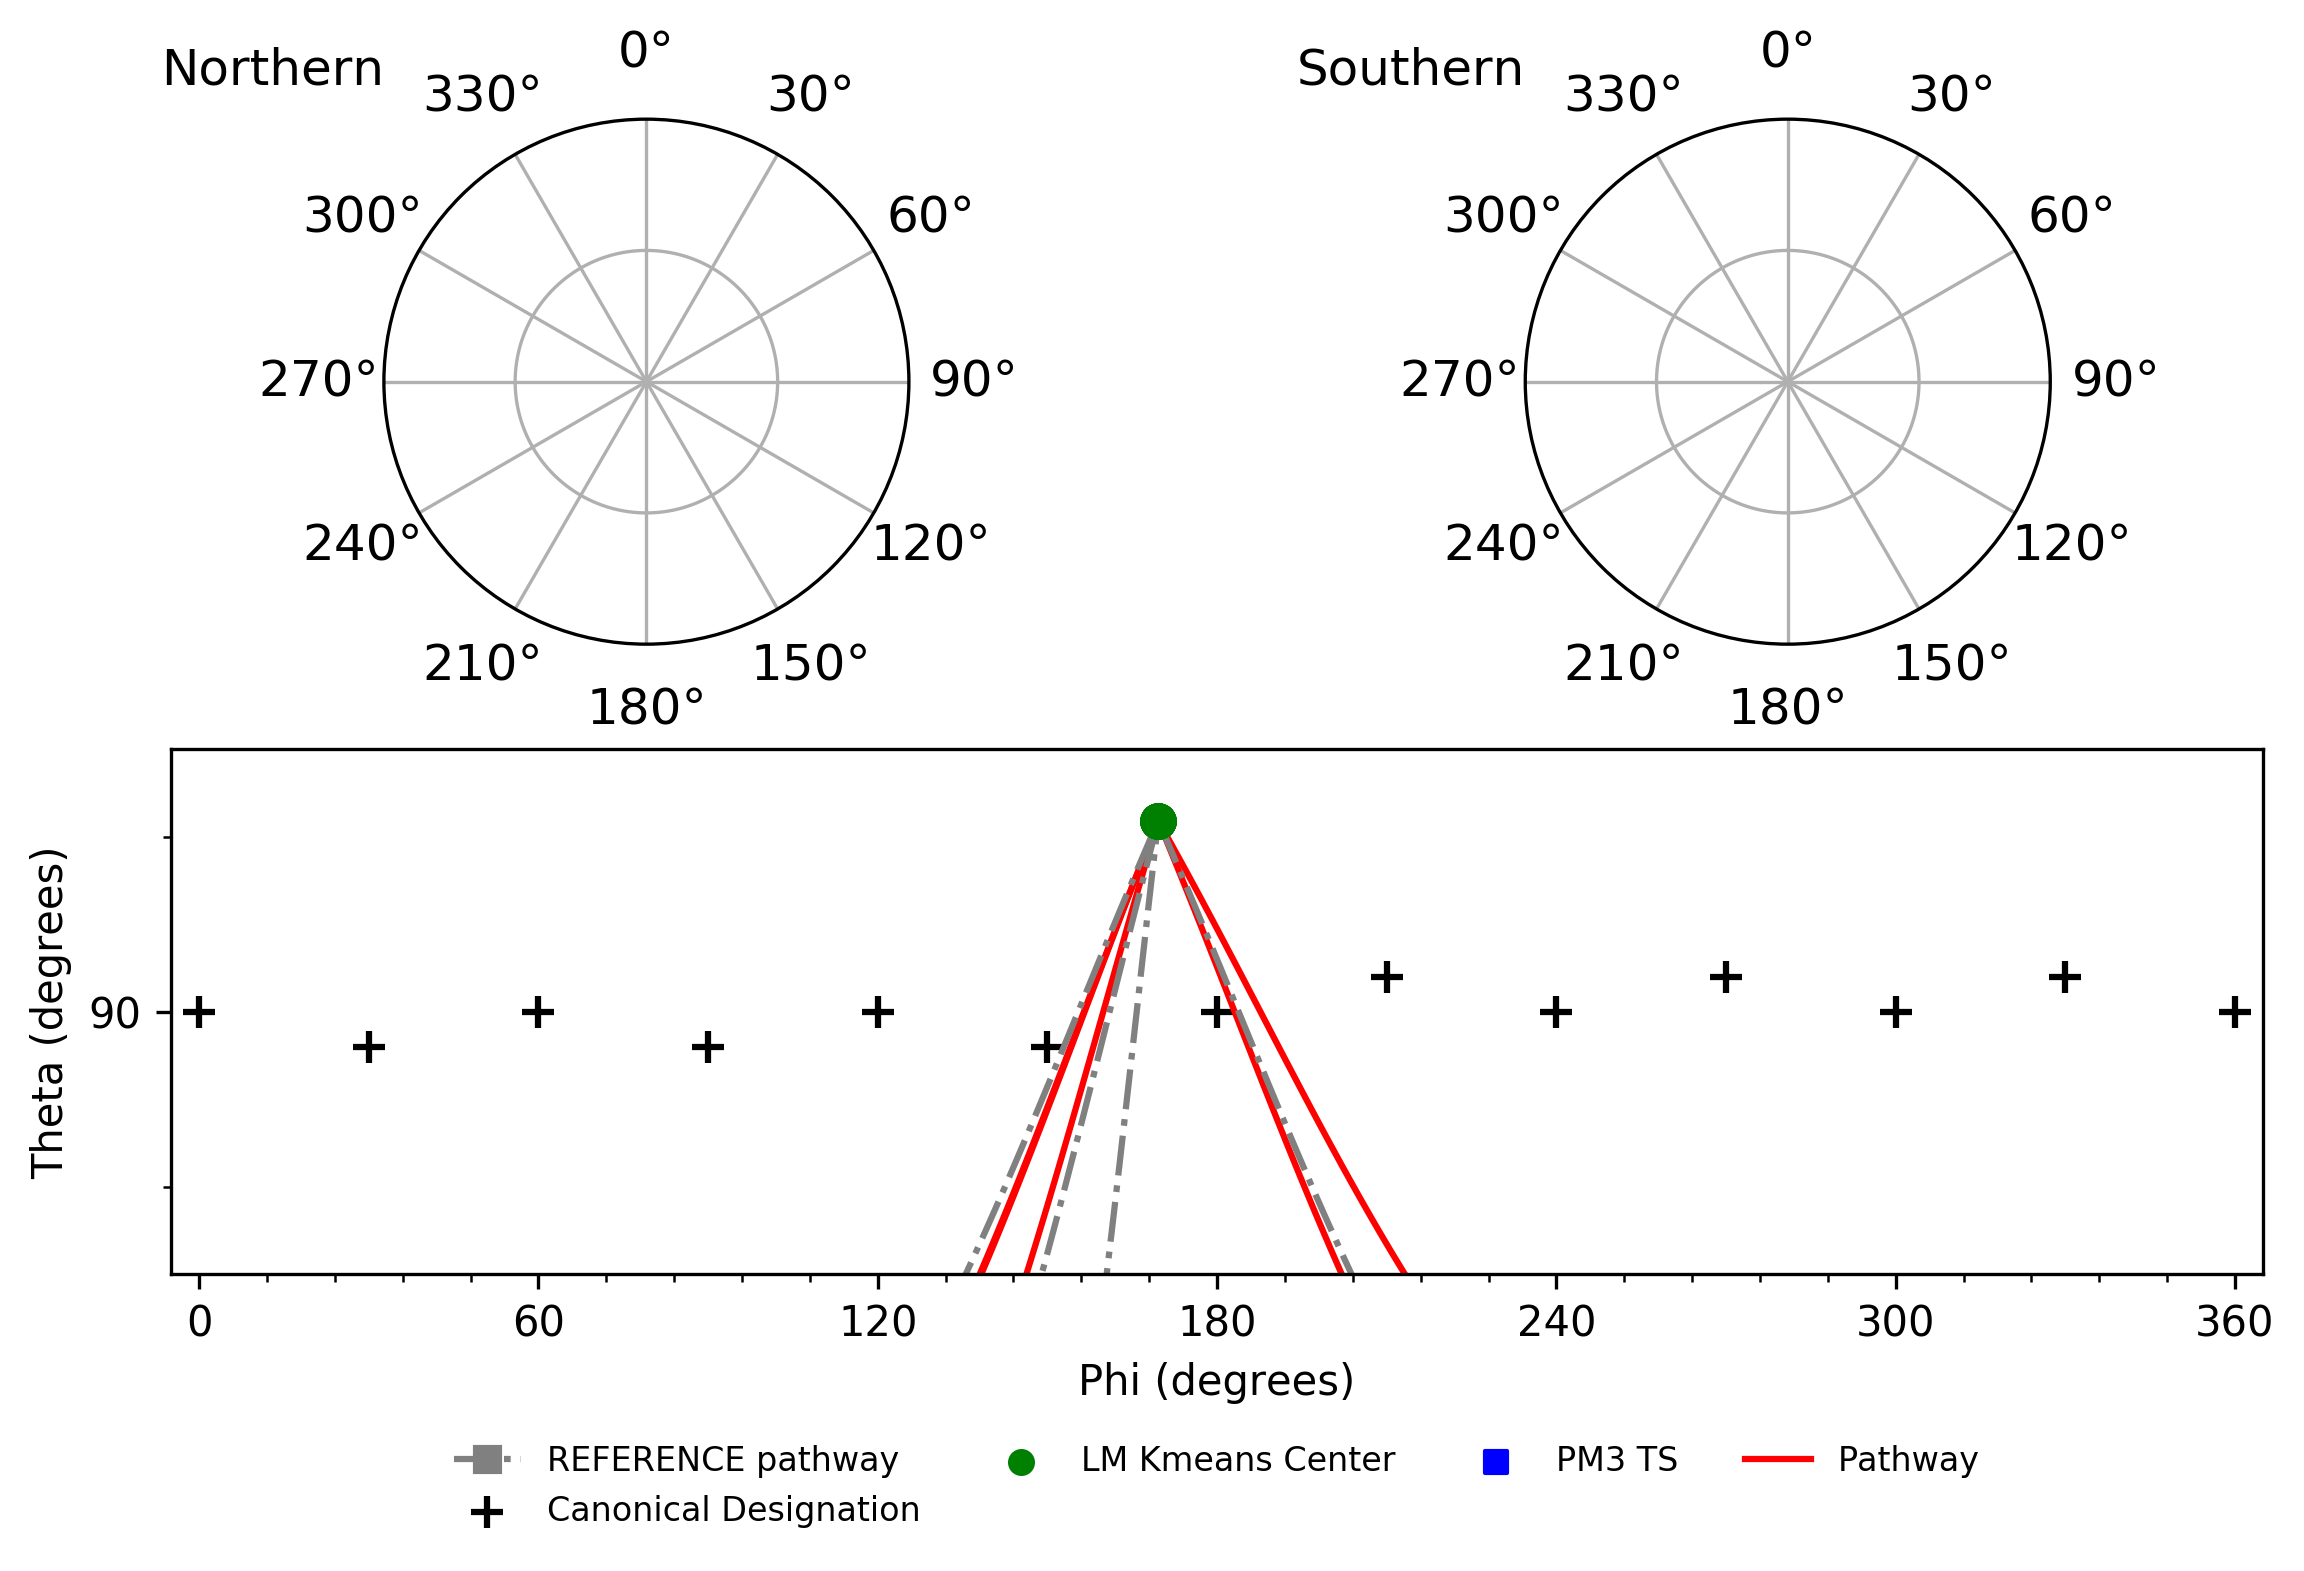 Northern
0°
330°
30°
300°
60°
270°
90°
240°
120°
210°
150°
180°
Southern
0°
330°
30°
300°
60°
270°
90°
240°
120°
210°
150°
180°
Theta (degrees)
90
0 60 120 180 240 300 360
Phi (degrees)
REFERENCE pathway
Canonical Designation
LM Kmeans Center
PM3 TS
Pathway